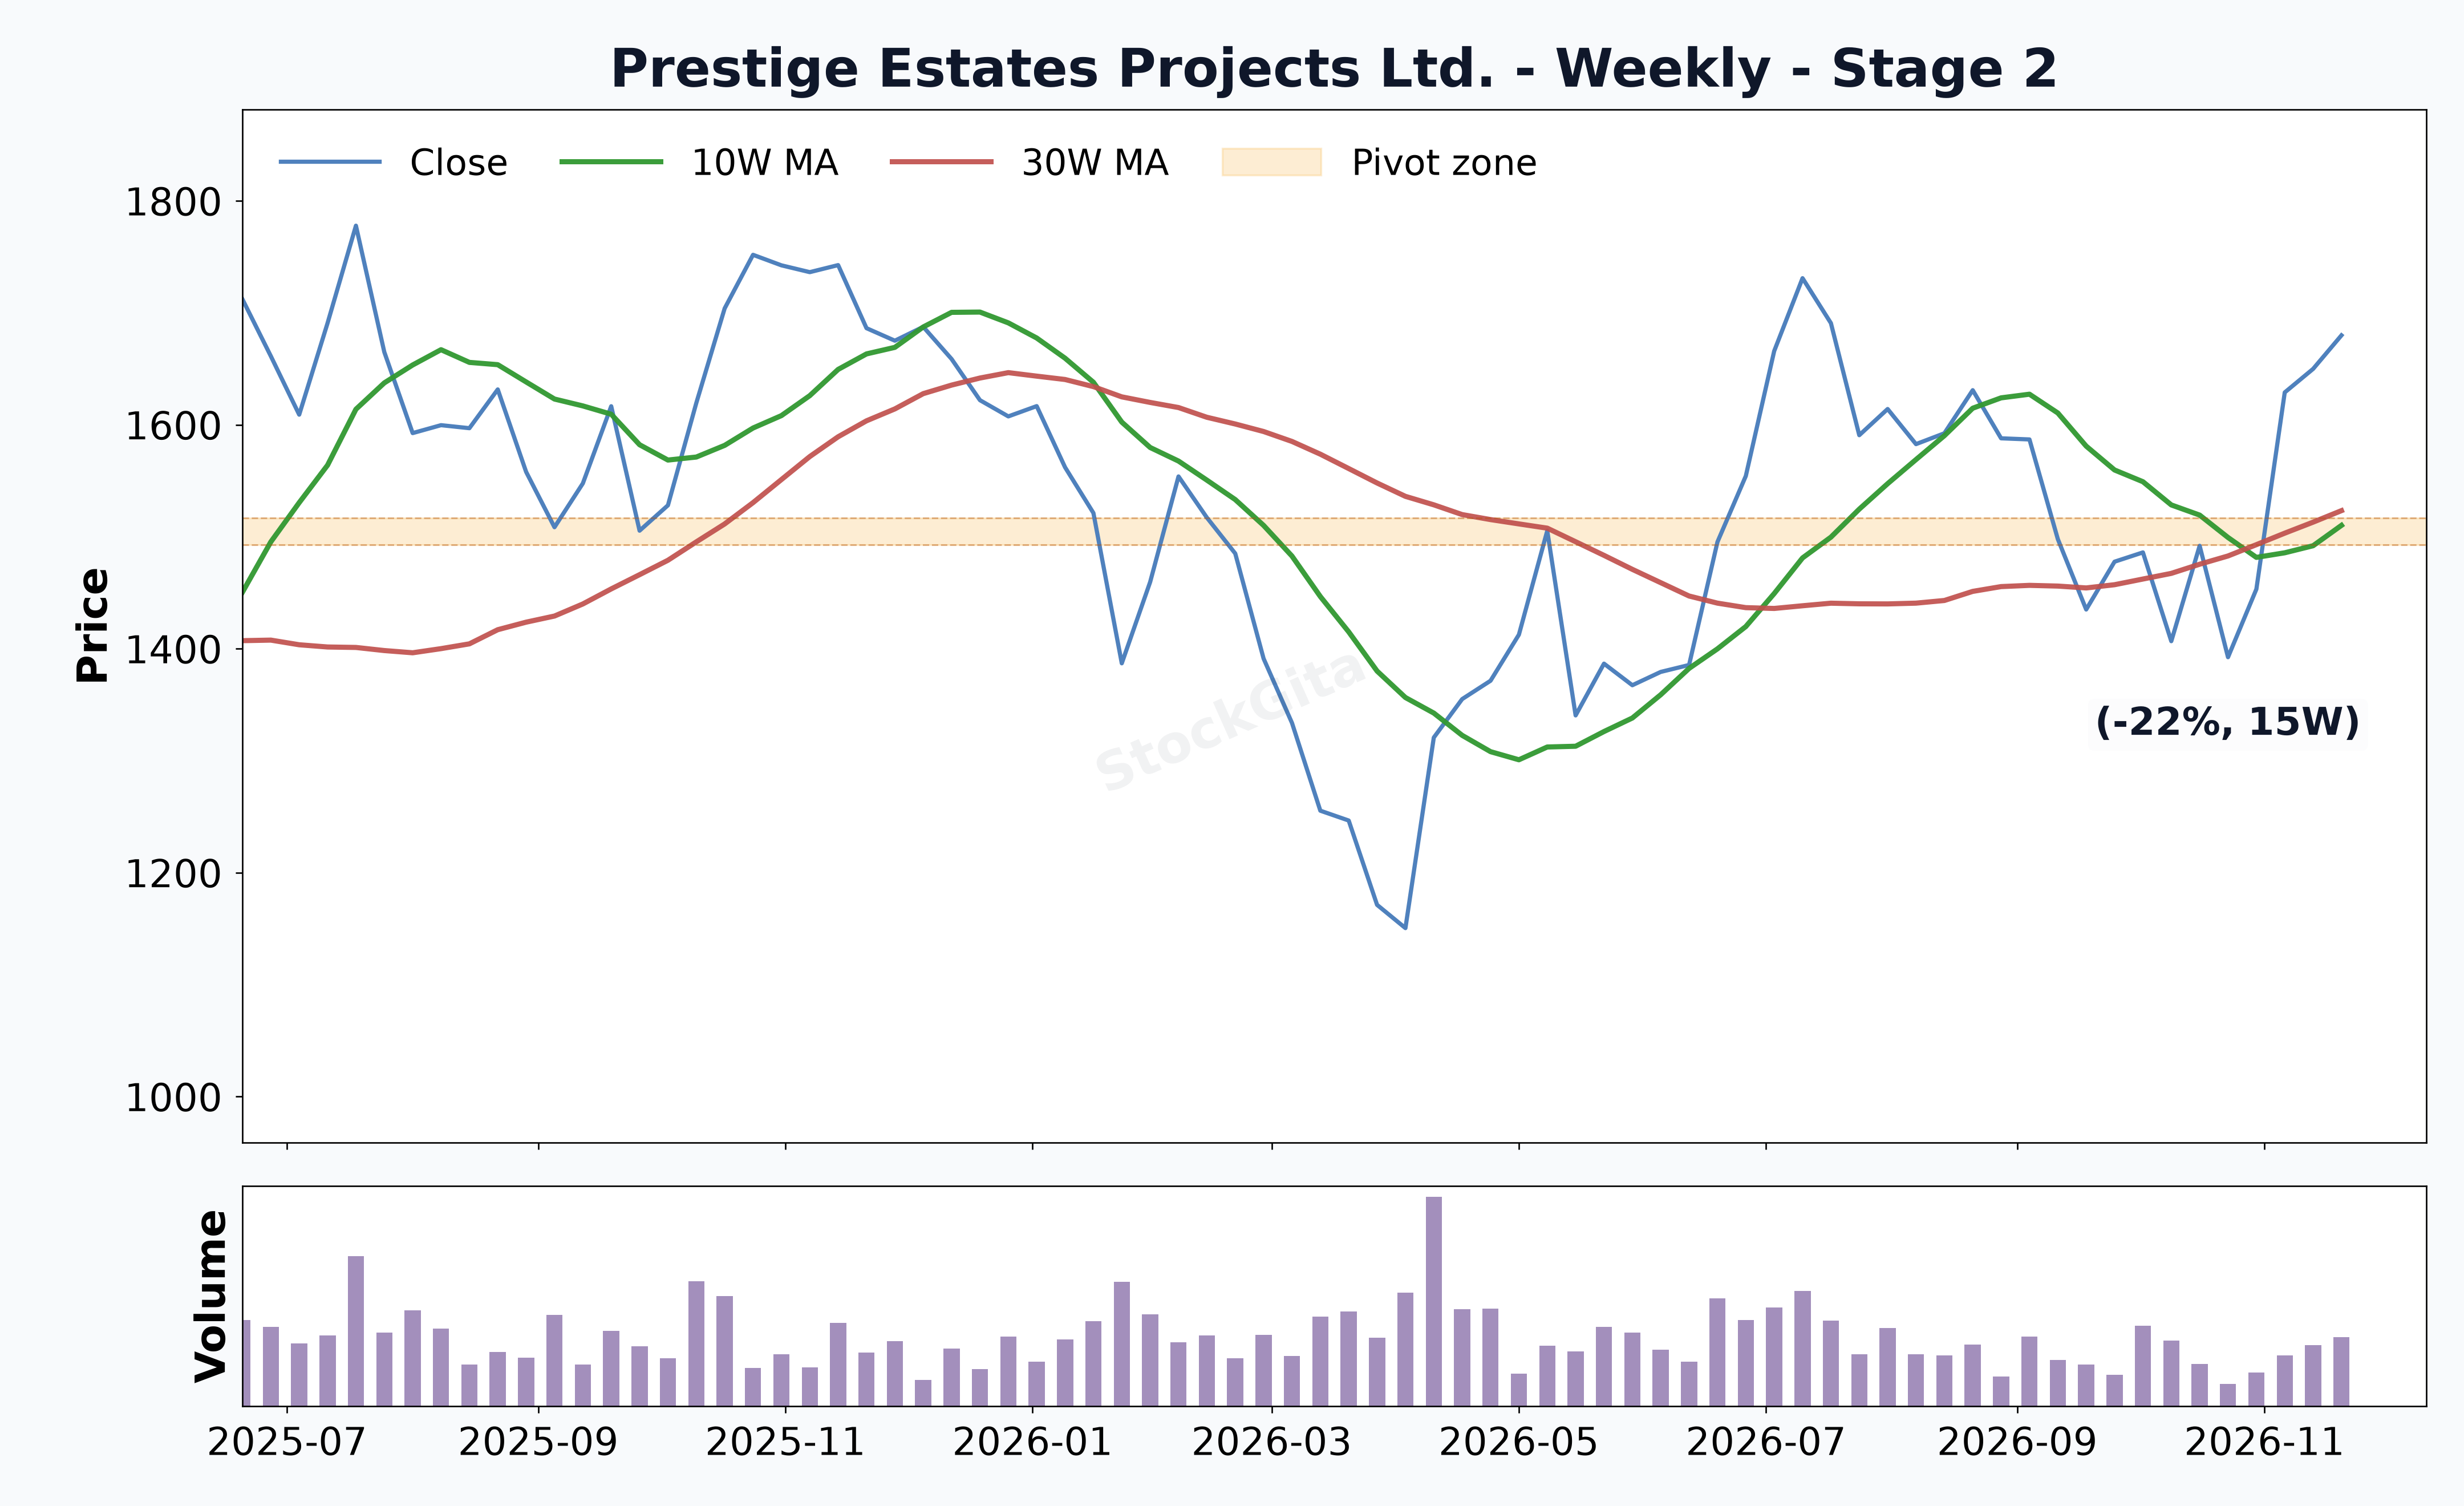 Prestige Estates Projects Ltd. - Weekly - Stage 2
Close 10W MA 30W MA Pivot zone
1800
1600
1400
1200
1000
Price
StockGita
(-22%, 15W)
Volume
2025-07 2025-09 2025-11 2026-01 2026-03 2026-05 2026-07 2026-09 2026-11